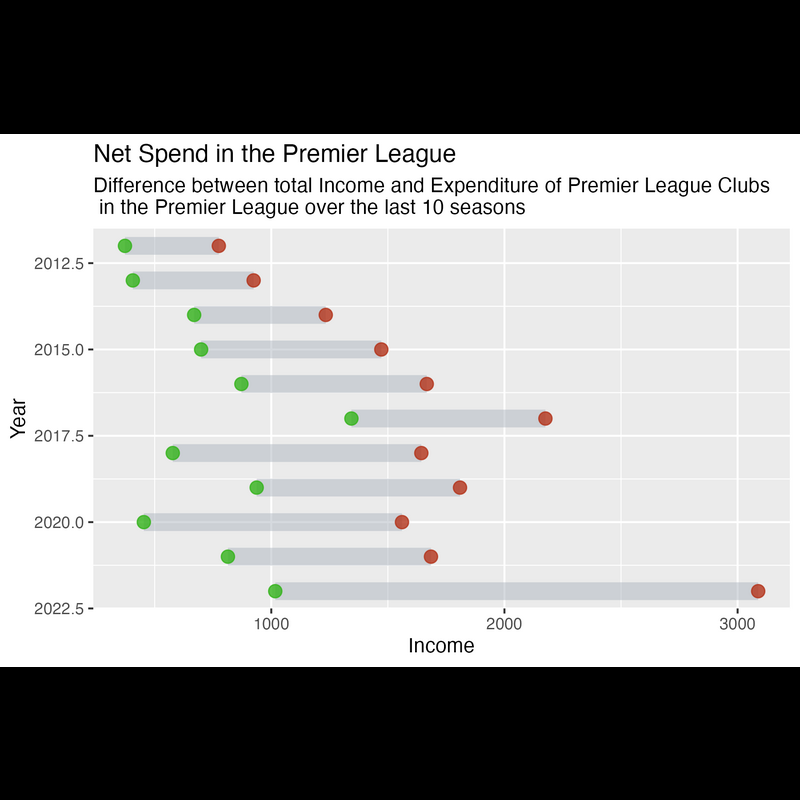 Net Spend in the Premier League
Difference between total Income and Expenditure of Premier League Clubs
in the Premier League over the last 10 seasons
2012.5
2015.0
Year
2017.5
2020.0
2022.5
1000 2000 3000
Income